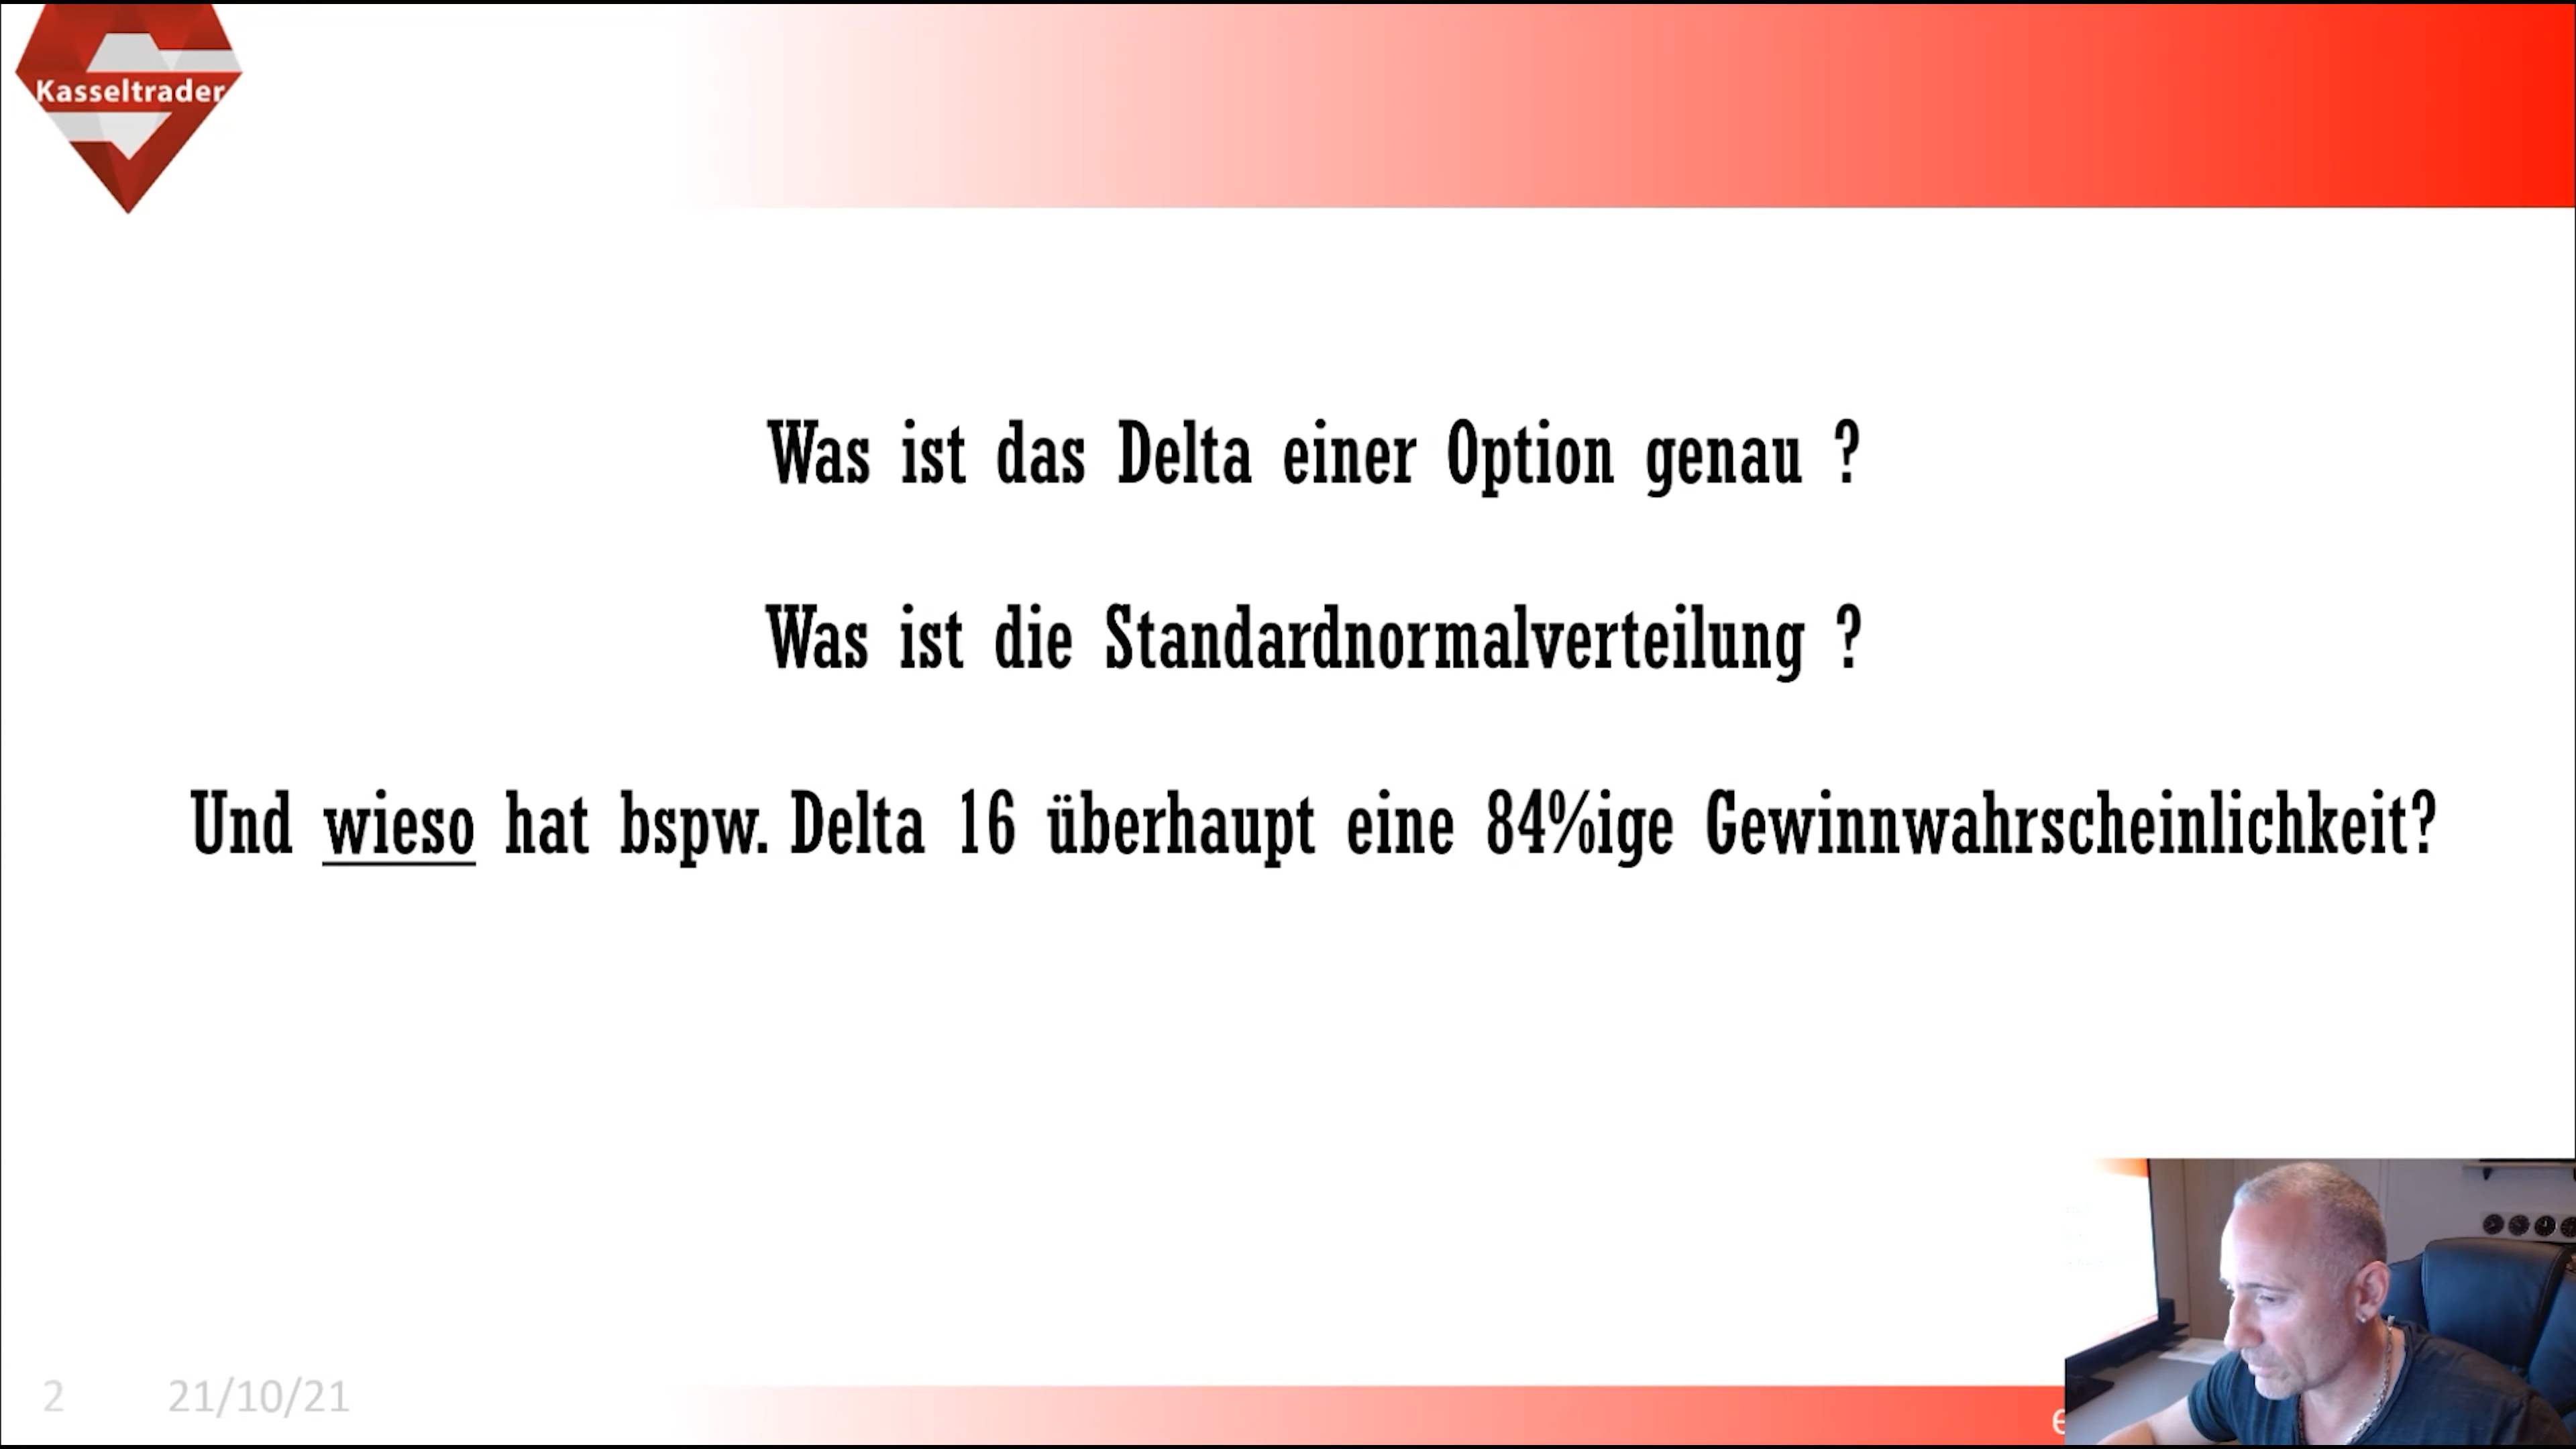 Kasseltrader
Was ist das Delta einer Option genau ?
Was ist die Standardnormalverteilung ?
Und wieso hat bspw. Delta 16 überhaupt eine 84%ige Gewinnwahrscheinlichkeit?
2 21/10/21